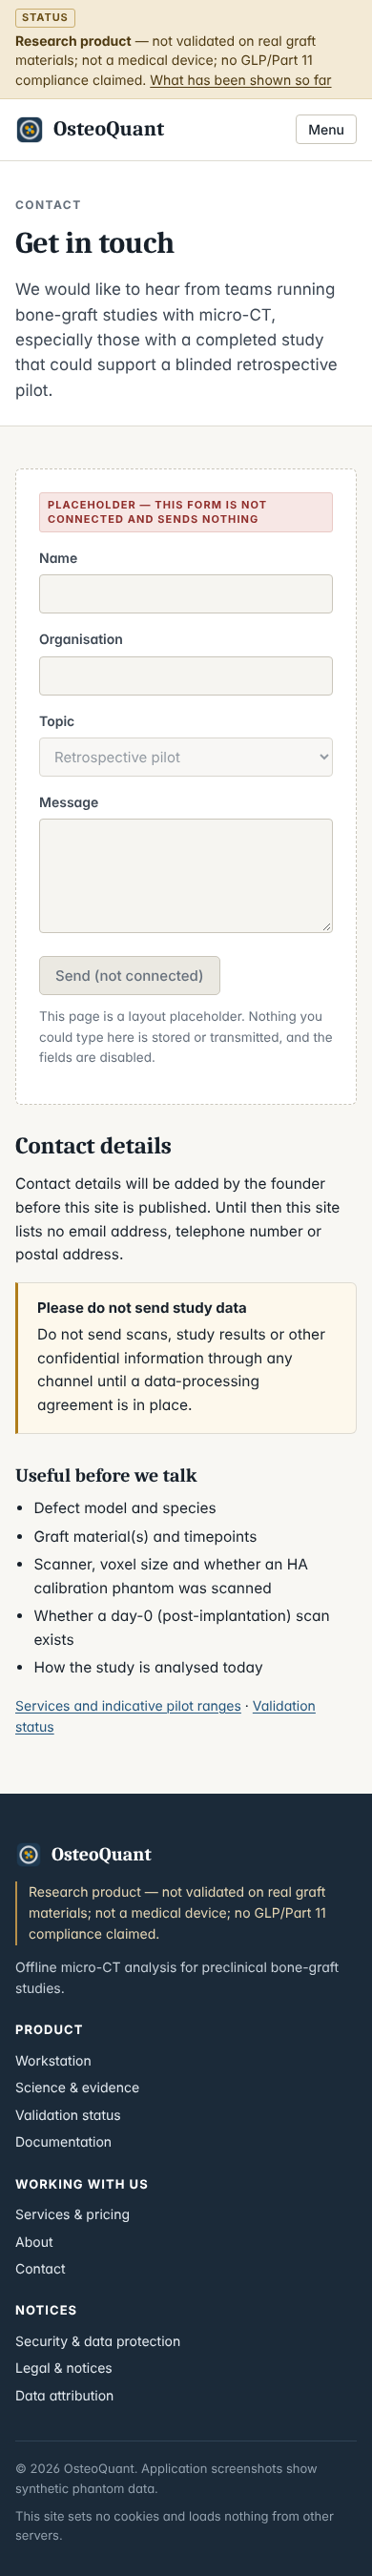 STATUS
Research product — not validated on real graft
materials; not a medical device; no GLP/Part 11
compliance claimed. What has been shown so far
OsteoQuant
Menu
CONTACT
Get in touch
We would like to hear from teams running
bone-graft studies with micro-CT,
especially those with a completed study
that could support a blinded retrospective
pilot.
PLACEHOLDER — THIS FORM IS NOT
CONNECTED AND SENDS NOTHING
Name
Organisation
Topic
Retrospective pilot
Message
Send (not connected)
This page is a layout placeholder. Nothing you
could type here is stored or transmitted, and the
fields are disabled.
Contact details
Contact details will be added by the founder
before this site is published. Until then this site
lists no email address, telephone number or
postal address.
Please do not send study data
Do not send scans, study results or other
confidential information through any
channel until a data-processing
agreement is in place.
Useful before we talk
• Defect model and species
• Graft material(s) and timepoints
• Scanner, voxel size and whether an HA
calibration phantom was scanned
• Whether a day-0 (post-implantation) scan
exists
• How the study is analysed today
Services and indicative pilot ranges · Validation
status
OsteoQuant
Research product — not validated on real graft
materials; not a medical device; no GLP/Part 11
compliance claimed.
Offline micro-CT analysis for preclinical bone-graft
studies.
PRODUCT
Workstation
Science & evidence
Validation status
Documentation
WORKING WITH US
Services & pricing
About
Contact
NOTICES
Security & data protection
Legal & notices
Data attribution
© 2026 OsteoQuant. Application screenshots show
synthetic phantom data.
This site sets no cookies and loads nothing from other
servers.